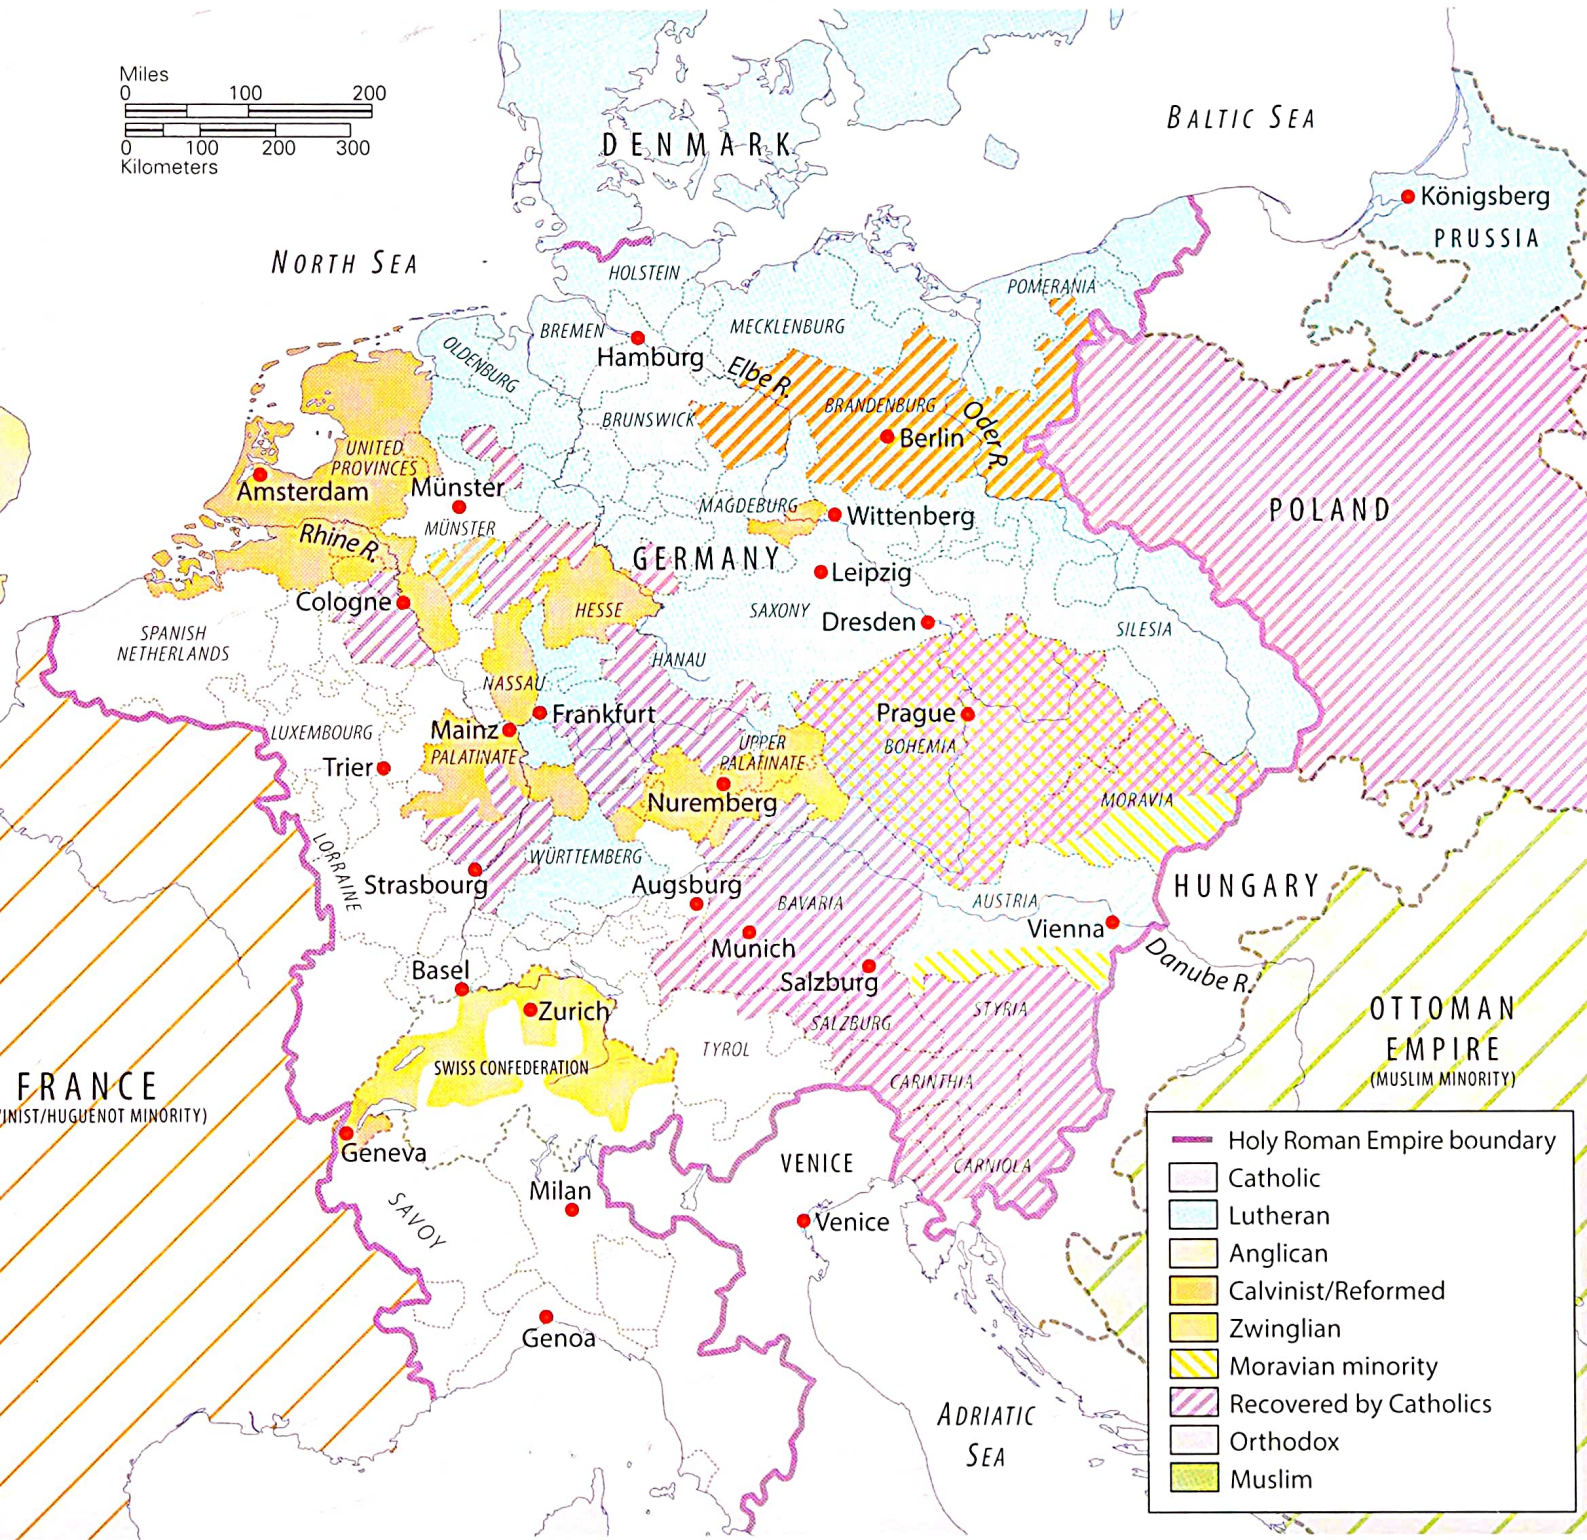 Miles
0 100 200
0 100 200 300
Kilometers
DENMARK
BALTIC SEA
Königsberg
PRUSSIA
NORTH SEA
HOLSTEIN
POMERANIA
BREMEN
MECKLENBURG
Hamburg
OLDENBURG
Elbe R.
BRUNSWICK
BRANDENBURG
Berlin
Oder R.
UNITED
PROVINCES
Amsterdam
Münster
MÜNSTER
MAGDEBURG
Wittenberg
POLAND
Rhine R.
GERMANY
Leipzig
Cologne
HESSE
SAXONY
Dresden
SILESIA
SPANISH
NETHERLANDS
HANAU
NASSAU
Frankfurt
Prague
BOHEMIA
LUXEMBOURG
Mainz
PALATINATE
UPPER
PALATINATE
Trier
Nuremberg
MORAVIA
LORRAINE
WÜRTTEMBERG
Strasbourg
Augsburg
BAVARIA
AUSTRIA
HUNGARY
Vienna
Munich
Danube R.
Basel
Salzburg
Zurich
SALZBURG
STYRIA
OTTOMAN
EMPIRE
(MUSLIM MINORITY)
TYROL
SWISS CONFEDERATION
CARINTHIA
FRANCE
INIST/HUGUENOT MINORITY)
Geneva
VENICE
CARNIOLA
Milan
SAVOY
Venice
Genoa
ADRIATIC
SEA
Holy Roman Empire boundary
Catholic
Lutheran
Anglican
Calvinist/Reformed
Zwinglian
Moravian minority
Recovered by Catholics
Orthodox
Muslim